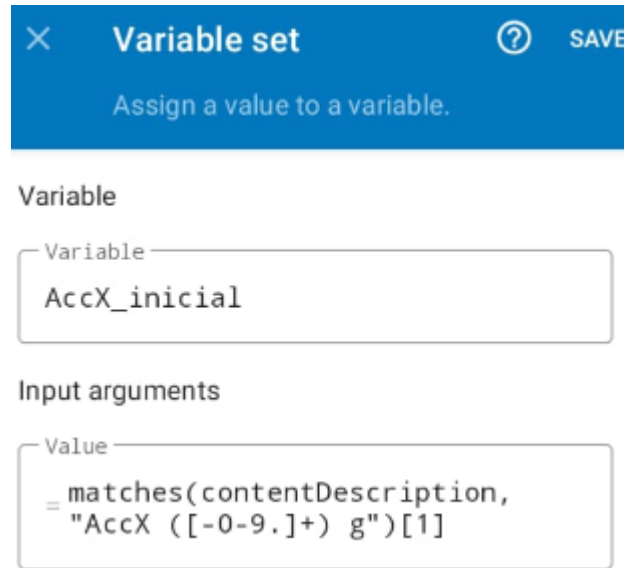 Variable set
SAVE
Assign a value to a variable.
Variable
Variable
AccX_inicial
Input arguments
Value
= matches(contentDescription,
"AccX ([-0-9.]+) g")[1]